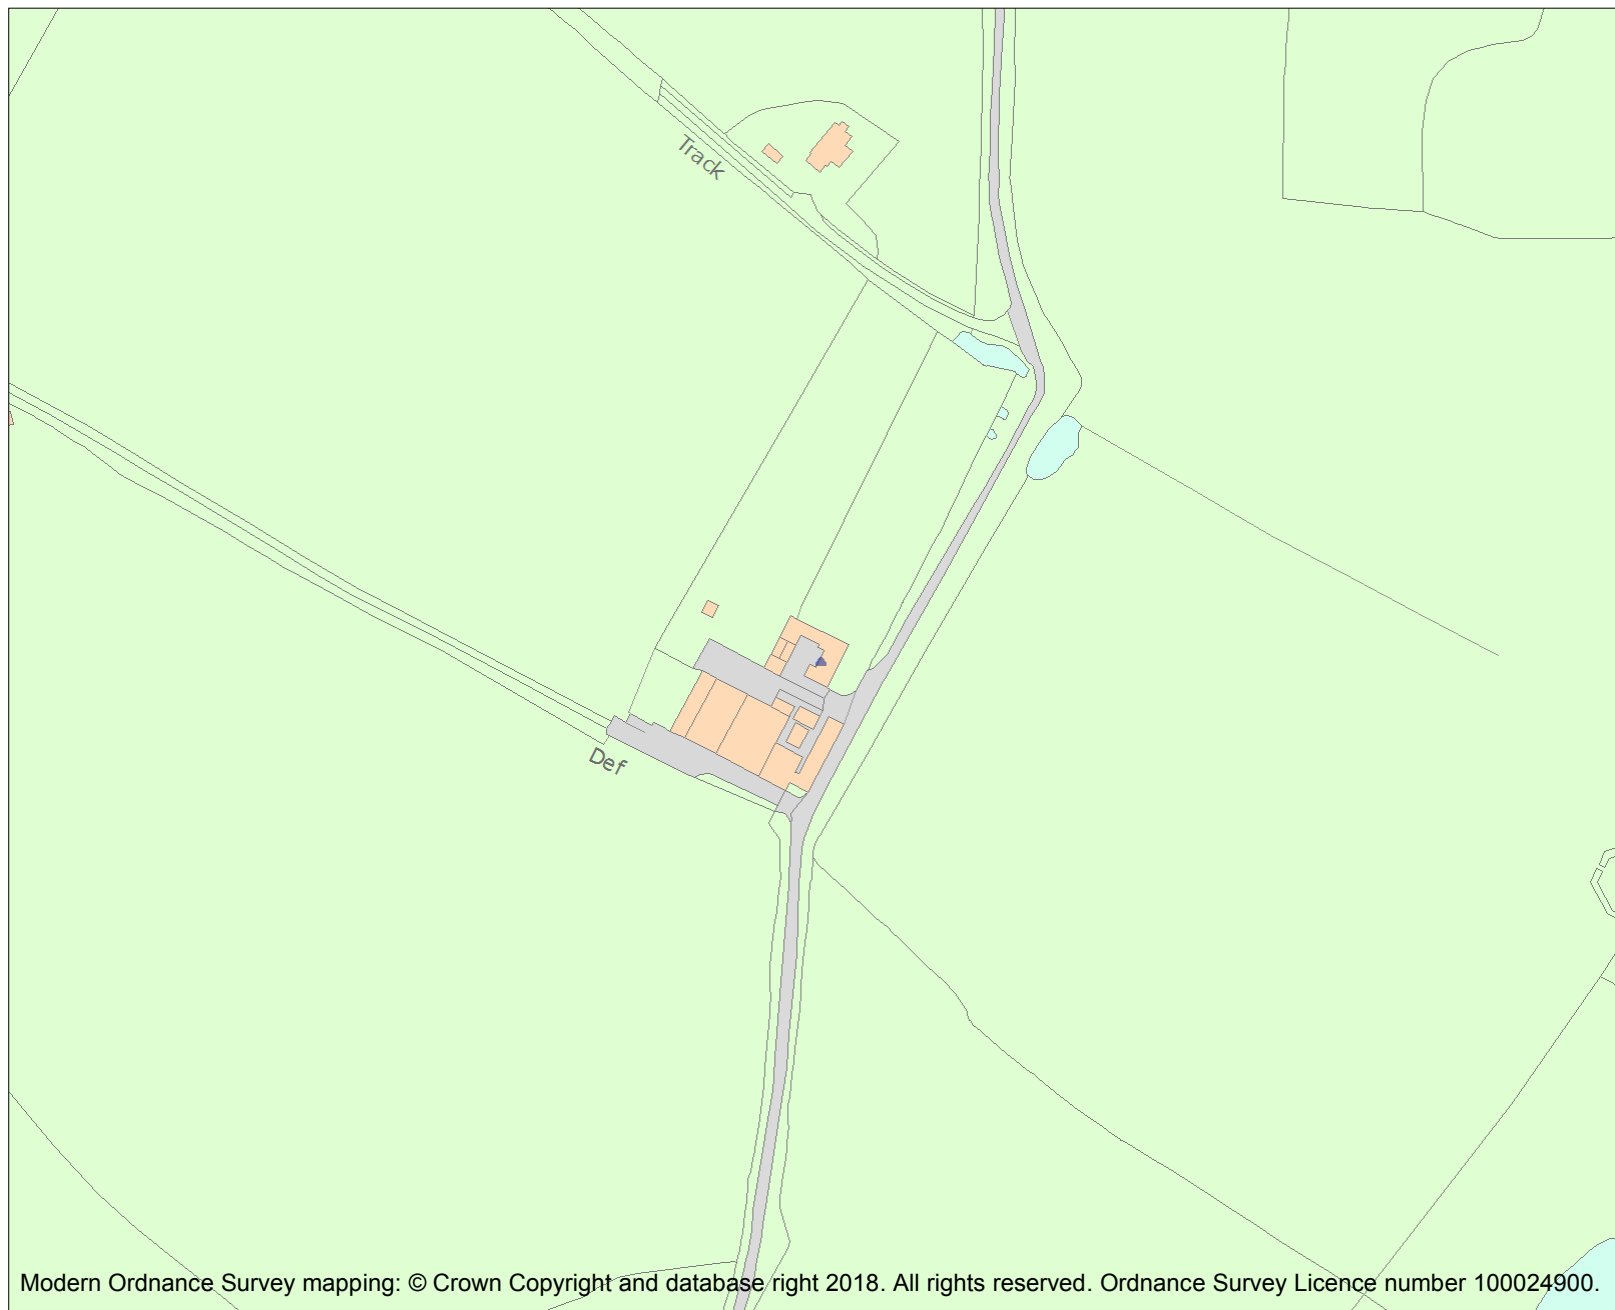 Track
Def
Modern Ordnance Survey mapping: © Crown Copyright and database right 2018. All rights reserved. Ordnance Survey Licence number 100024900.